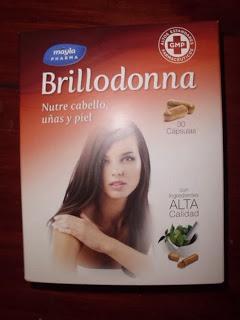 mayla
PHARMA
GMP
Brillodonna
Nutre cabello,
uñas y piel
30
Cápsulas
con
Ingredientes
ALTA
Calidad